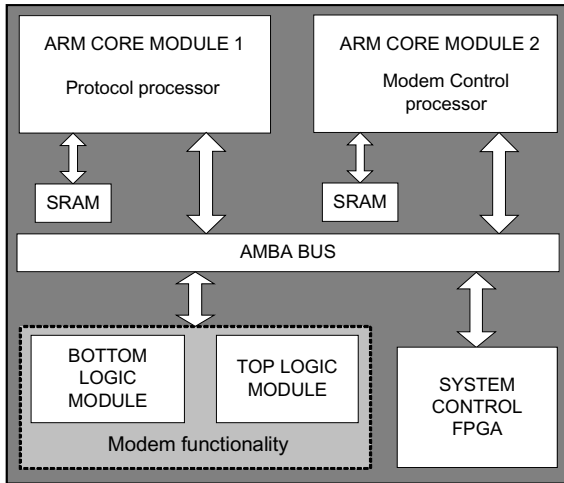 ARM CORE MODULE 1
Protocol processor
ARM CORE MODULE 2
Modem Control
processor
SRAM
SRAM
AMBA BUS
BOTTOM
LOGIC
MODULE
TOP LOGIC
MODULE
Modem functionality
SYSTEM
CONTROL
FPGA